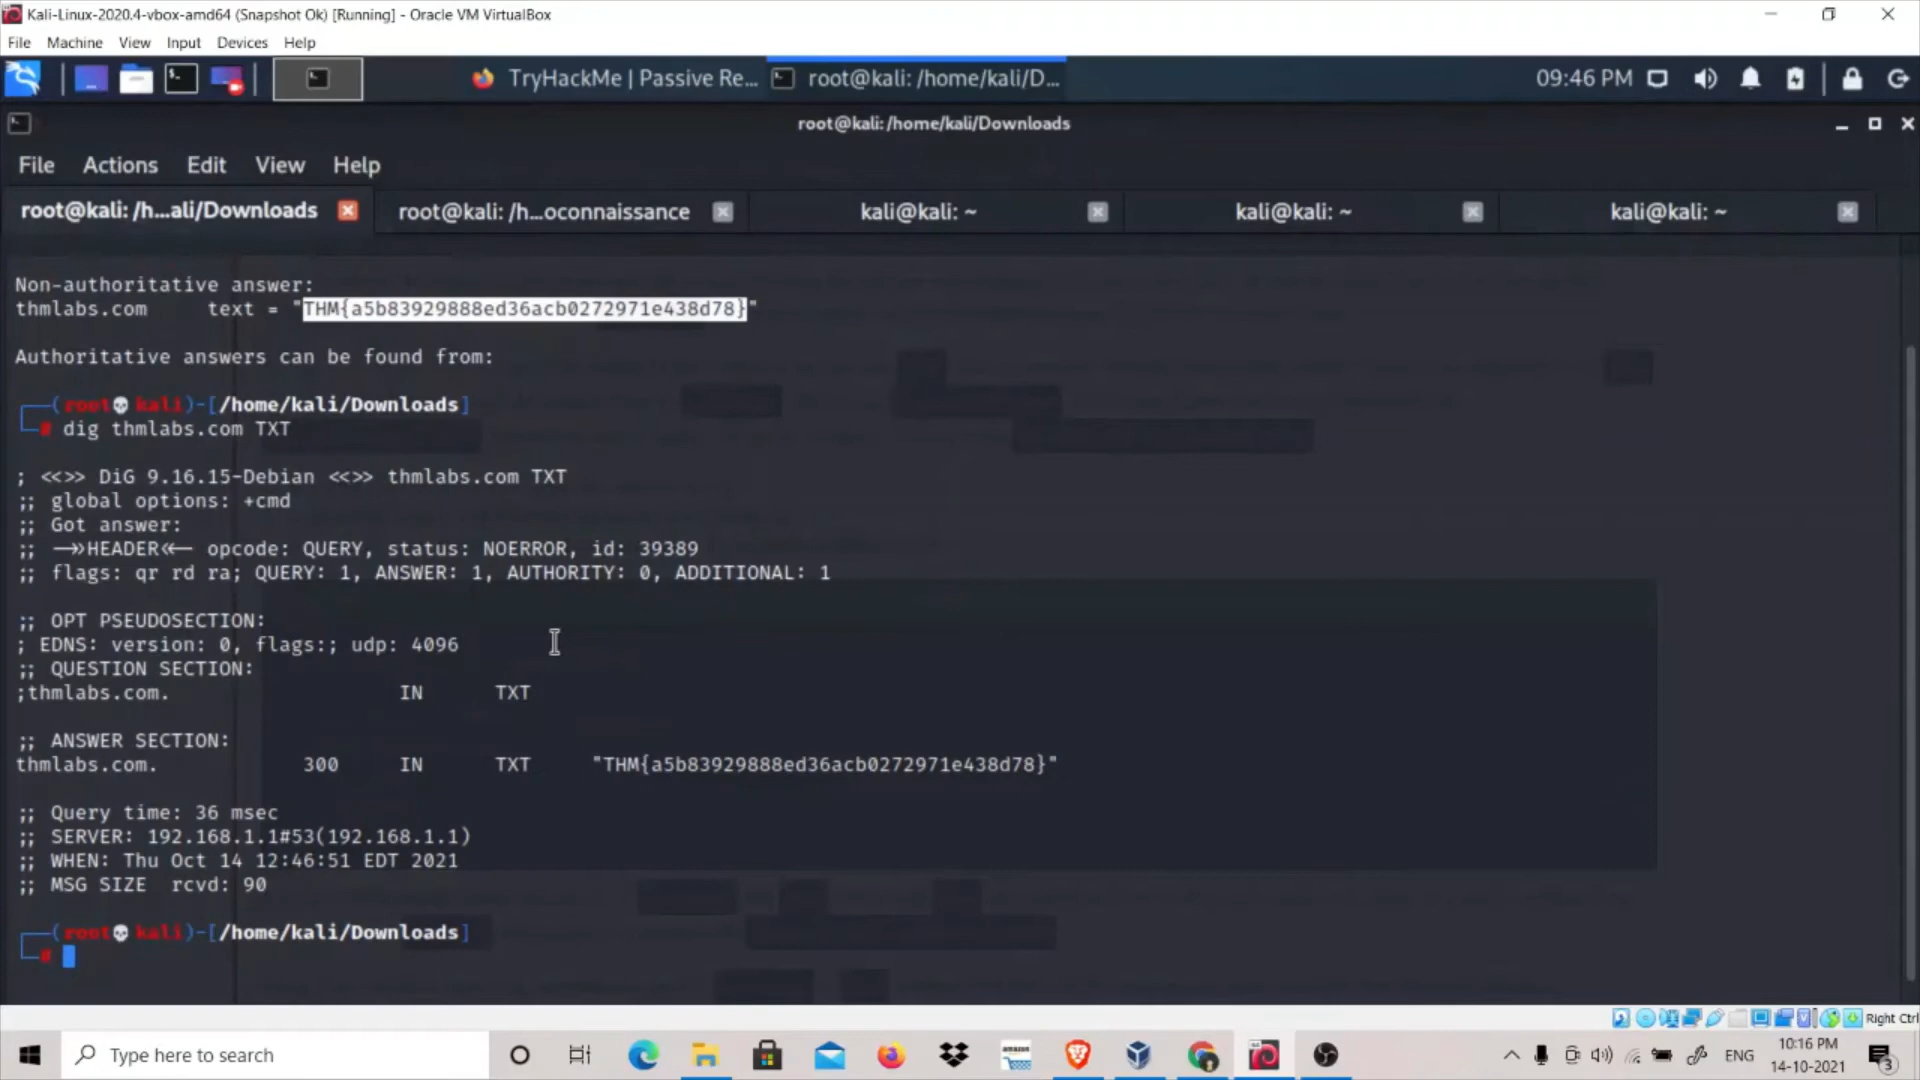 Kali-Linux-2020.4-vbox-amd64 (Snapshot Ok) [Running] - Oracle VM VirtualBox
File Machine View Input Devices Help
TryHackMe | Passive Re... root@kali: /home/kali/D... 09:46 PM
root@kali:/home/kali/Downloads
File Actions Edit View Help
root@kali: /h...ali/Downloads root@kali: /h...oconnaissance kali@kali: ~ kali@kali: ~ kali@kali: ~
Non-authoritative answer:
thmlabs.com text = "THM{a5b83929888ed36acb0272971e438d78}"
Authoritative answers can be found from:
(root💀kali)-[/home/kali/Downloads]
# dig thmlabs.com TXT
; <<>> DiG 9.16.15-Debian <<>> thmlabs.com TXT
;; global options: +cmd
;; Got answer:
;; ->>HEADER<<- opcode: QUERY, status: NOERROR, id: 39389
;; flags: qr rd ra; QUERY: 1, ANSWER: 1, AUTHORITY: 0, ADDITIONAL: 1
;; OPT PSEUDOSECTION:
; EDNS: version: 0, flags:; udp: 4096
;; QUESTION SECTION:
;thmlabs.com. IN TXT
;; ANSWER SECTION:
thmlabs.com. 300 IN TXT "THM{a5b83929888ed36acb0272971e438d78}"
;; Query time: 36 msec
;; SERVER: 192.168.1.1#53(192.168.1.1)
;; WHEN: Thu Oct 14 12:46:51 EDT 2021
;; MSG SIZE rcvd: 90
(root💀kali)-[/home/kali/Downloads]
#
Right Ctrl
Type here to search
amazon
ENG
10:16 PM
14-10-2021
3